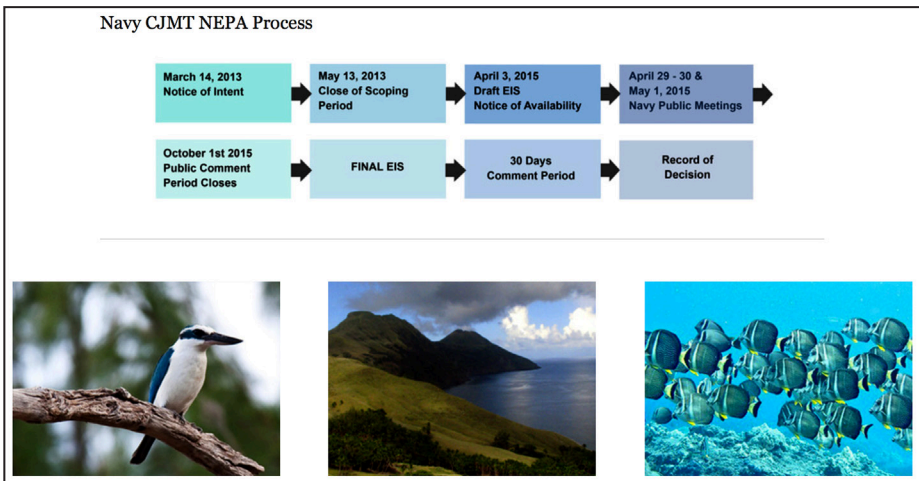 Navy CJMT NEPA Process
March 14, 2013
Notice of Intent
May 13, 2013
Close of Scoping
Period
April 3, 2015
Draft EIS
Notice of Availability
April 29 - 30 &
May 1, 2015
Navy Public Meetings
October 1st 2015
Public Comment
Period Closes
FINAL EIS
30 Days
Comment Period
Record of
Decision